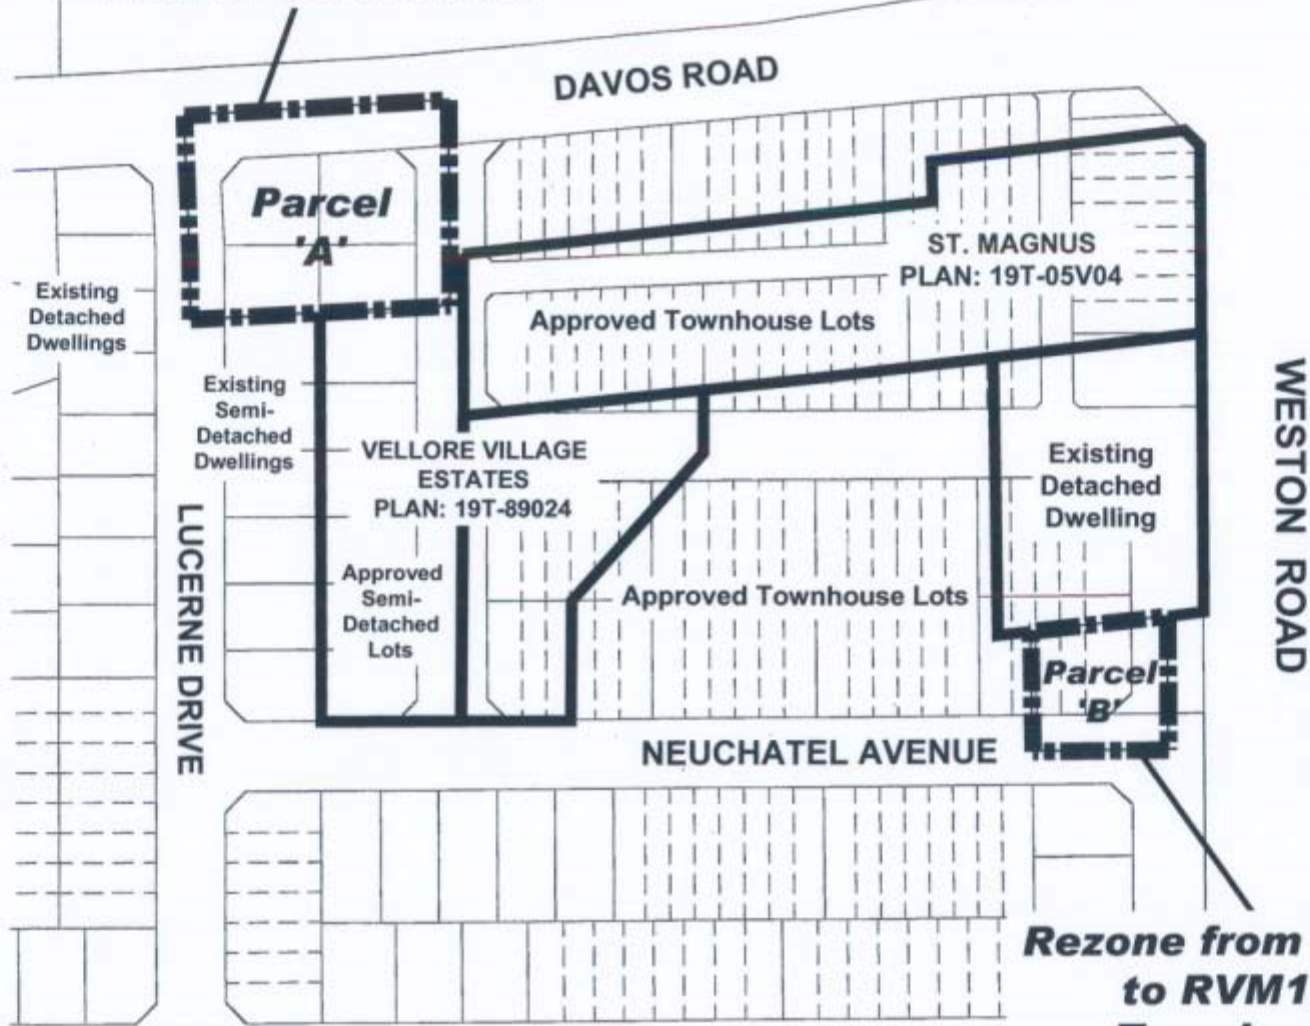 DAVOS ROAD
Parcel
'A'
ST. MAGNUS
PLAN: 19T-05V04
Existing
Detached
Dwellings
Approved Townhouse Lots
Existing
Semi-
Detached
Dwellings
VELLORE VILLAGE
ESTATES
PLAN: 19T-89024
Existing
Detached
Dwelling
WESTON ROAD
LUCERNE DRIVE
Approved
Semi-
Detached
Lots
Approved Townhouse Lots
Parcel
'B'
NEUCHATEL AVENUE
Rezone from
to RVM1